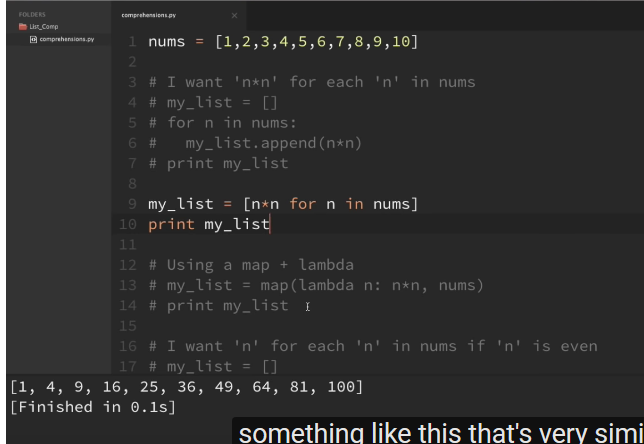 FOLDERS
List_Comp
comprehensions.py
comprehensions.py ×
1 nums = [1,2,3,4,5,6,7,8,9,10]
2
3 # I want 'n*n' for each 'n' in nums
4 # my_list = []
5 # for n in nums:
6 #   my_list.append(n*n)
7 # print my_list
8
9 my_list = [n*n for n in nums]
10 print my_list
11
12 # Using a map + lambda
13 # my_list = map(lambda n: n*n, nums)
14 # print my_list
15
16 # I want 'n' for each 'n' in nums if 'n' is even
17 # my_list = []
[1, 4, 9, 16, 25, 36, 49, 64, 81, 100]
[Finished in 0.1s]
something like this that's very simi